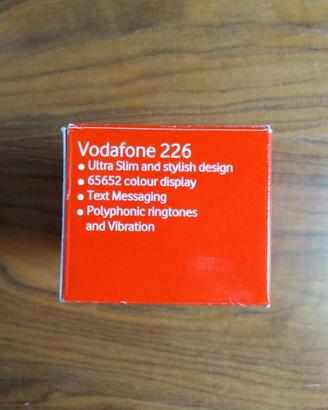 Vodafone 226
• Ultra Slim and stylish design
• 65652 colour display
• Text Messaging
• Polyphonic ringtones
and Vibration